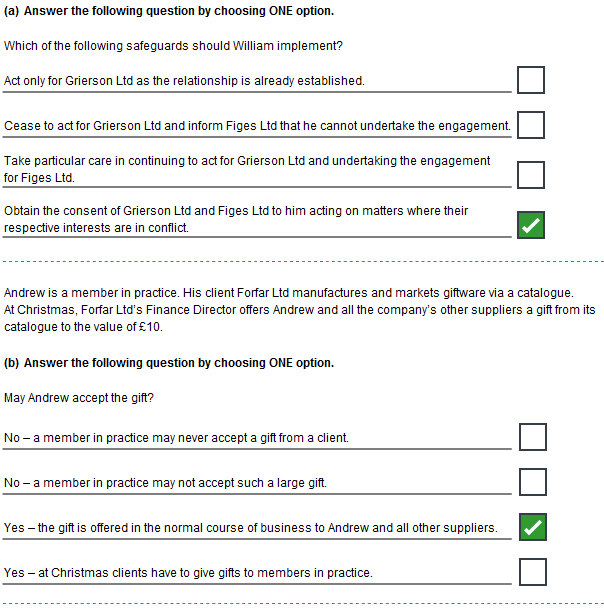 (a) Answer the following question by choosing ONE option.
Which of the following safeguards should William implement?
Act only for Grierson Ltd as the relationship is already established.
Cease to act for Grierson Ltd and inform Figes Ltd that he cannot undertake the engagement.
Take particular care in continuing to act for Grierson Ltd and undertaking the engagement
for Figes Ltd.
Obtain the consent of Grierson Ltd and Figes Ltd to him acting on matters where their
respective interests are in conflict.
Andrew is a member in practice. His client Forfar Ltd manufactures and markets giftware via a catalogue.
At Christmas, Forfar Ltd's Finance Director offers Andrew and all the company's other suppliers a gift from its
catalogue to the value of £10.
(b) Answer the following question by choosing ONE option.
May Andrew accept the gift?
No – a member in practice may never accept a gift from a client.
No – a member in practice may not accept such a large gift.
Yes – the gift is offered in the normal course of business to Andrew and all other suppliers.
Yes – at Christmas clients have to give gifts to members in practice.